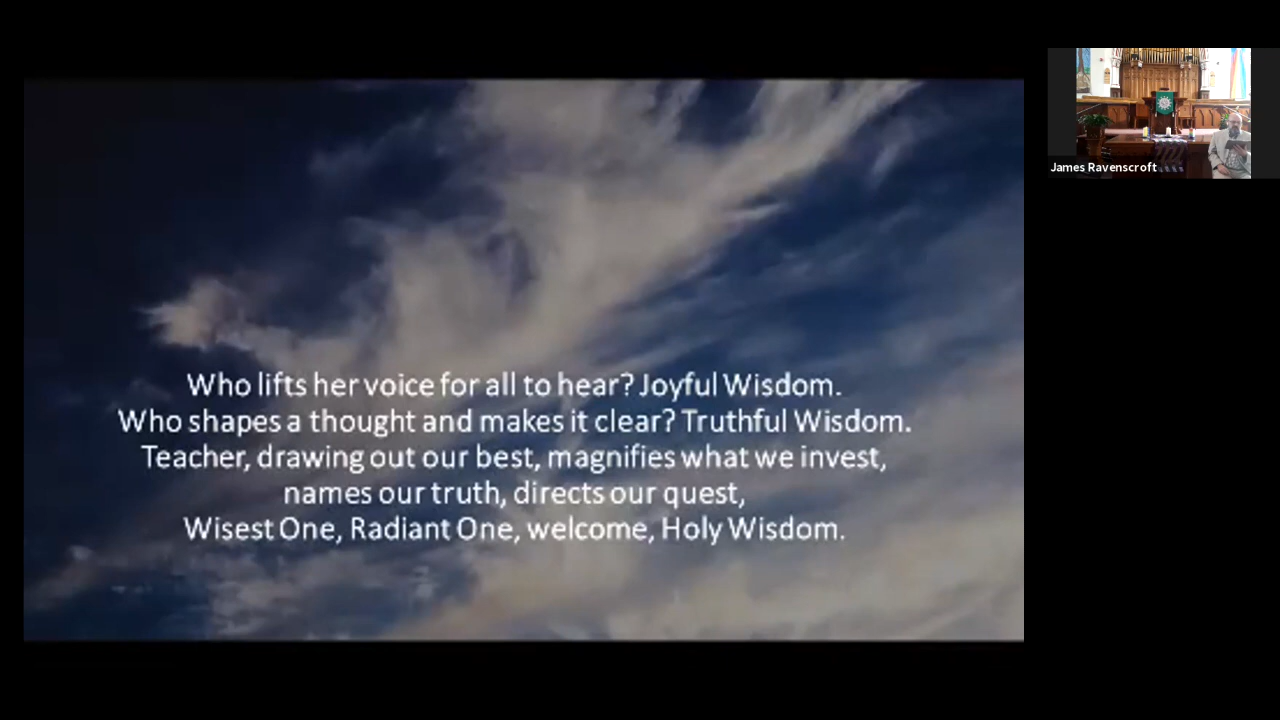 Who lifts her voice for all to hear? Joyful Wisdom.
Who shapes a thought and makes it clear? Truthful Wisdom.
Teacher, drawing out our best, magnifies what we invest,
names our truth, directs our quest,
Wisest One, Radiant One, welcome, Holy Wisdom.
James Ravenscroft